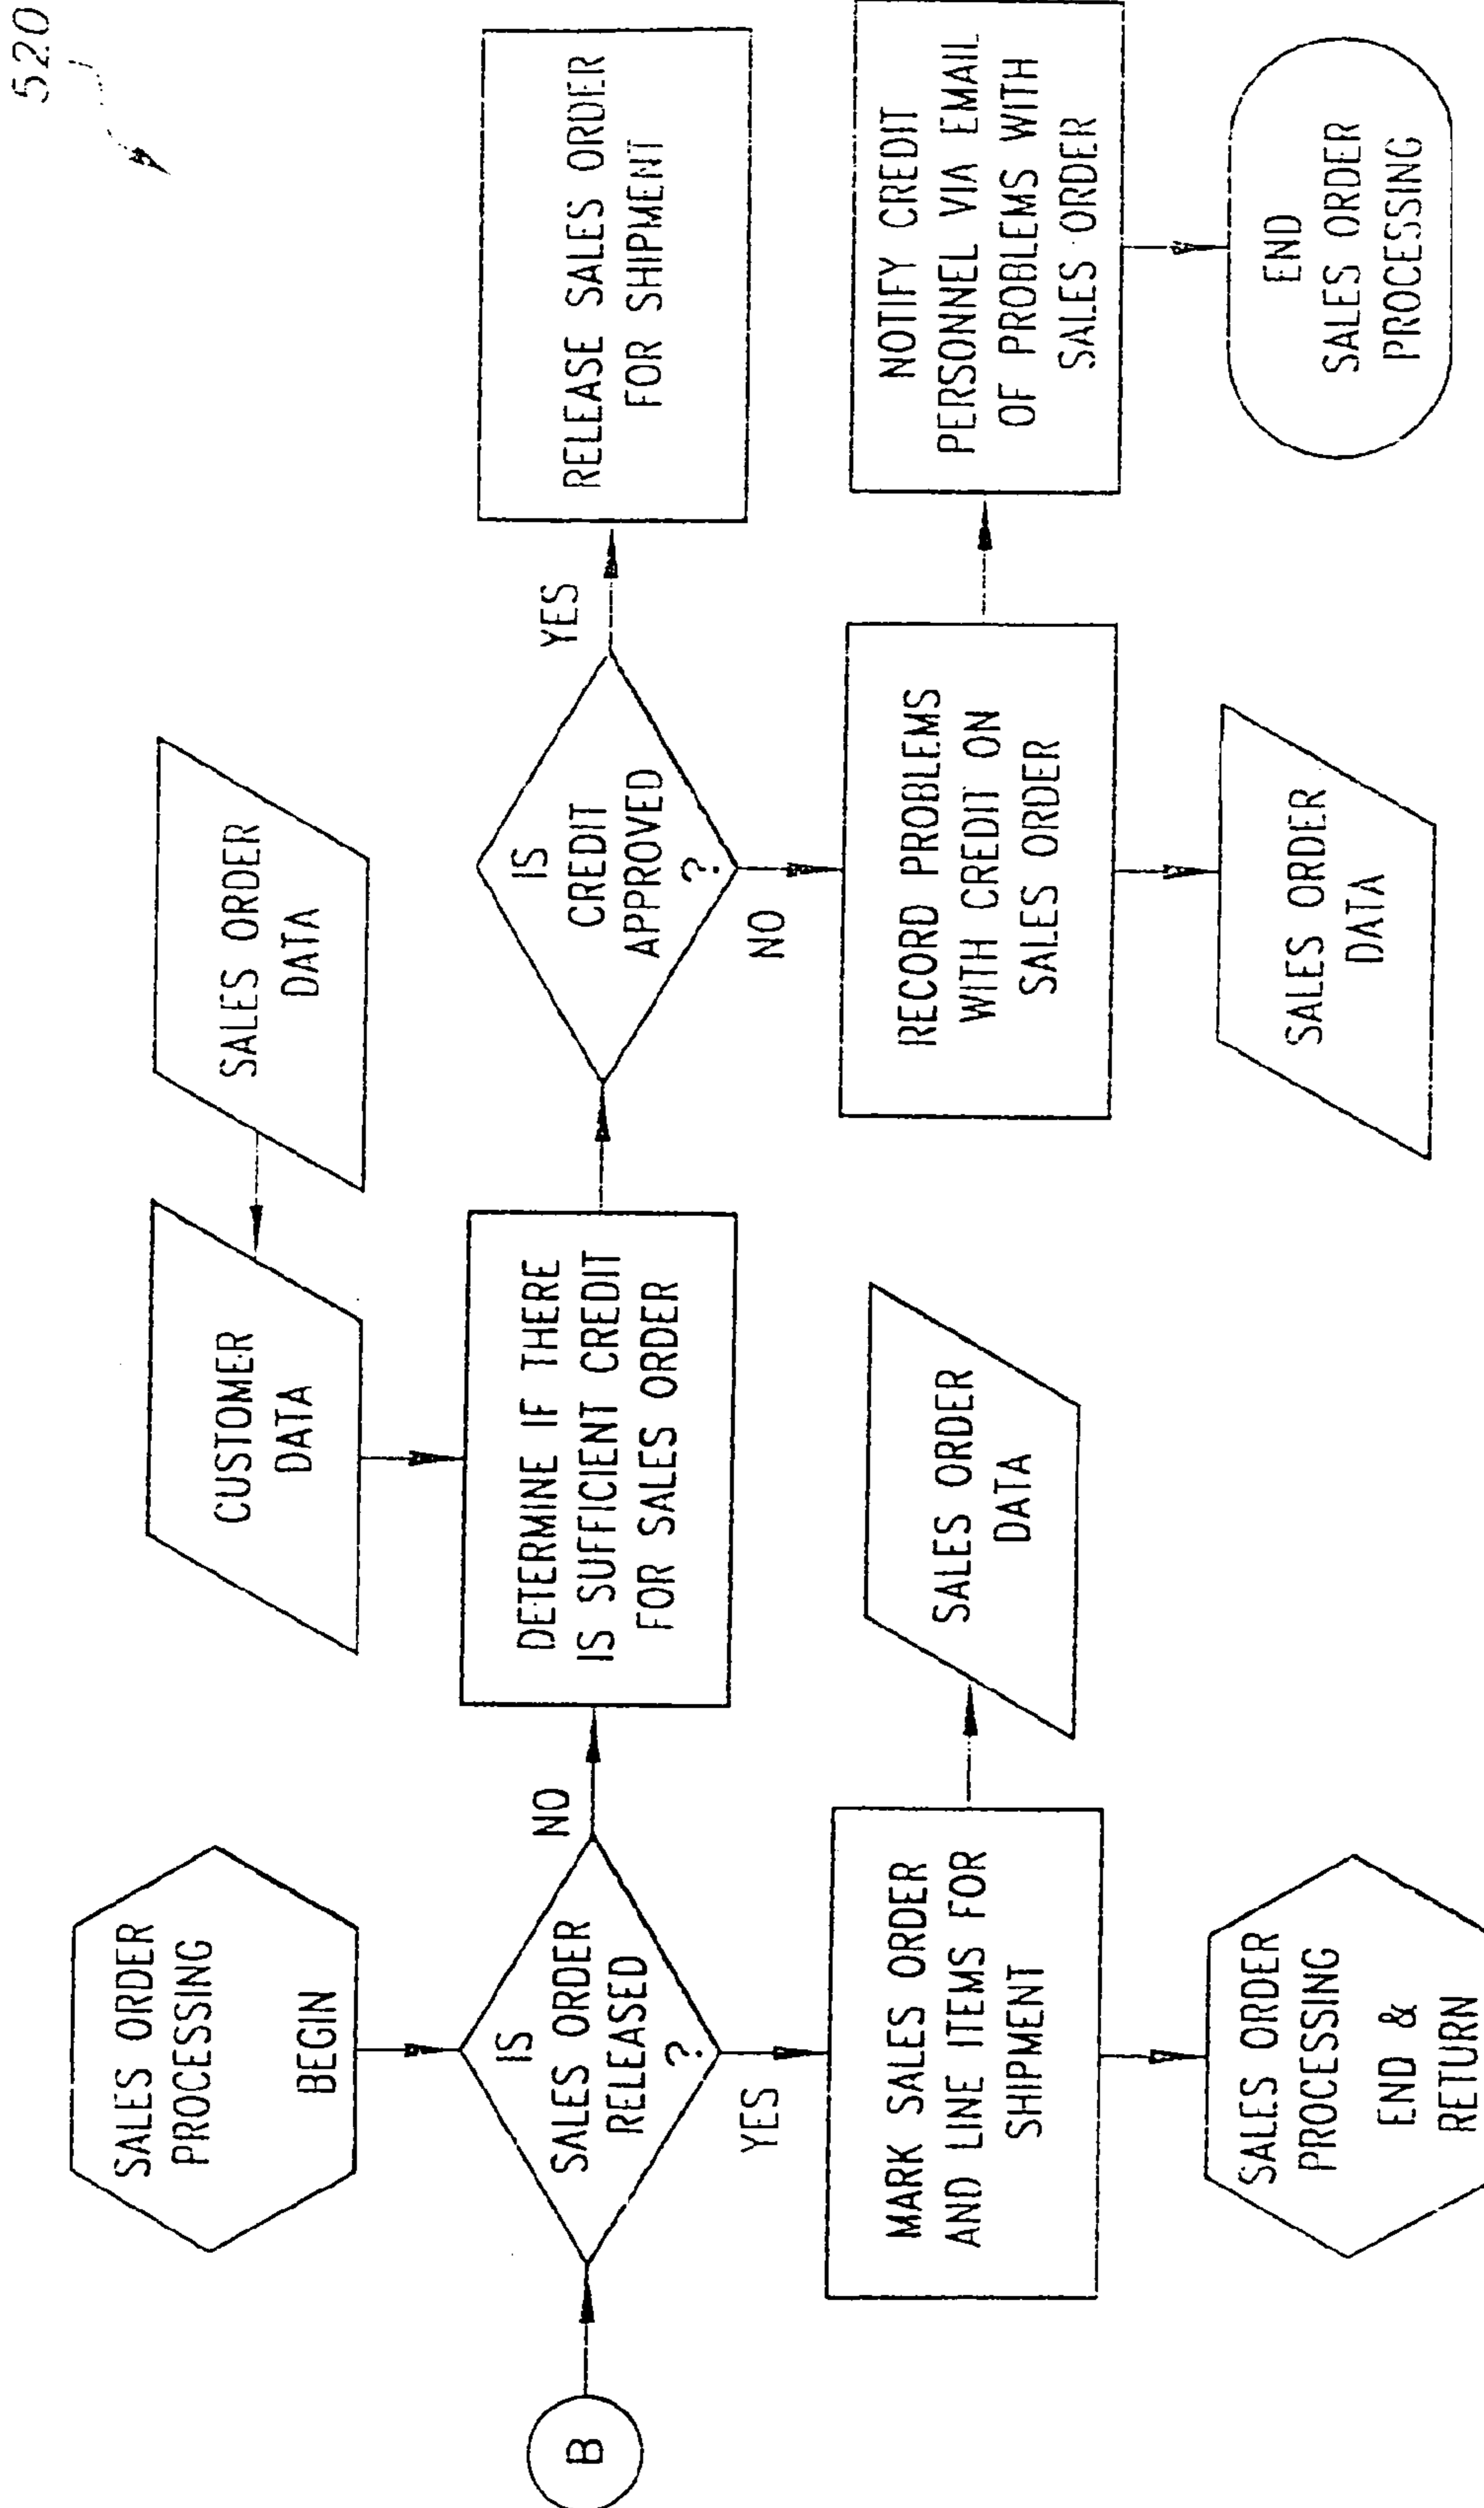 520
SALES ORDER
PROCESSING
BEGIN
CUSTOMER
DATA
SALES ORDER
DATA
B
IS
SALES ORDER
RELEASED
?
NO
YES
DETERMINE IF THERE
IS SUFFICIENT CREDIT
FOR SALES ORDER
IS
CREDIT
APPROVED
?
YES
NO
RELEASE SALES ORDER
FOR SHIPMENT
MARK SALES ORDER
AND LINE ITEMS FOR
SHIPMENT
SALES ORDER
DATA
RECORD PROBLEMS
WITH CREDIT ON
SALES ORDER
NOTIFY CREDIT
PERSONNEL VIA EMAIL
OF PROBLEMS WITH
SALES ORDER
SALES ORDER
PROCESSING
END &
RETURN
SALES ORDER
DATA
END
SALES ORDER
PROCESSING